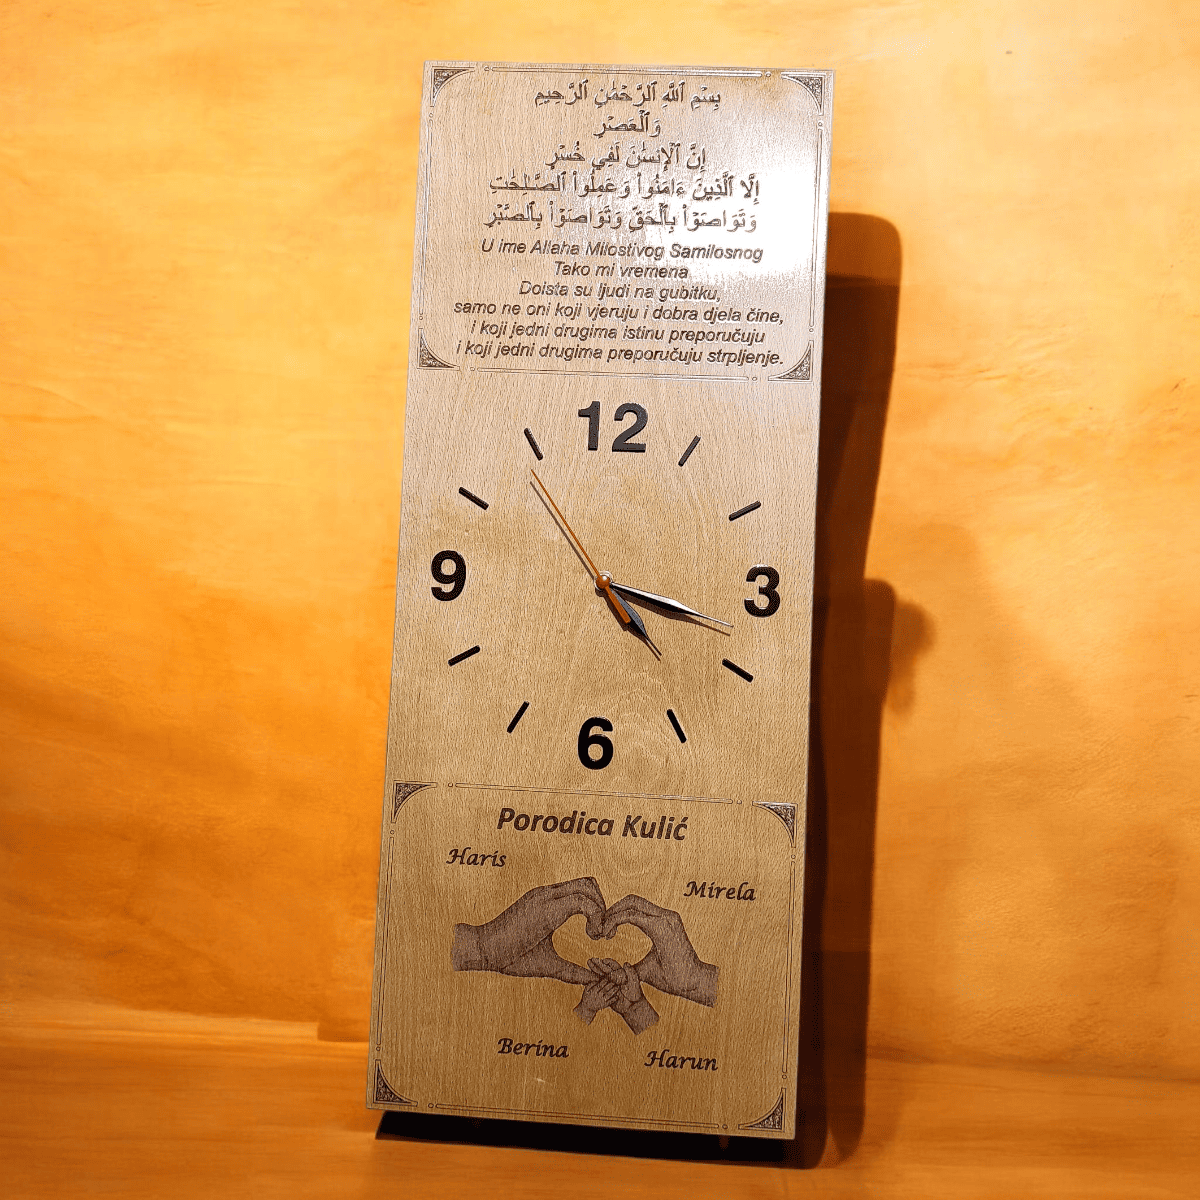 بِسْمِ ٱللَّهِ ٱلرَّحْمَٰنِ ٱلرَّحِيمِ
وَٱلْعَصْرِ
إِنَّ ٱلْإِنسَٰنَ لَفِي خُسْرٍ
إِلَّا ٱلَّذِينَ ءَامَنُوا۟ وَعَمِلُوا۟ ٱلصَّٰلِحَٰتِ
وَتَوَاصَوْا۟ بِٱلْحَقِّ وَتَوَاصَوْا۟ بِٱلصَّبْرِ
U ime Allaha Milostivog Samilosnog
Tako mi vremena
Doista su ljudi na gubitku,
samo ne oni koji vjeruju i dobra djela čine,
i koji jedni drugima istinu preporučuju
i koji jedni drugima preporučuju strpljenje.
12
9
3
6
Porodica Kulić
Haris
Mirela
Berina
Harun